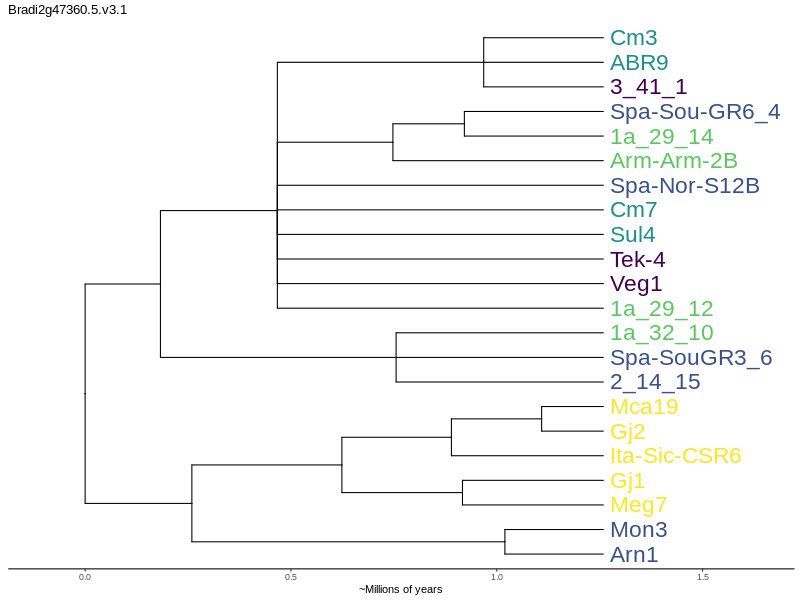 Bradi2g47360.5.v3.1
Cm3
ABR9
3_41_1
Spa-Sou-GR6_4
1a_29_14
Arm-Arm-2B
Spa-Nor-S12B
Cm7
Sul4
Tek-4
Veg1
1a_29_12
1a_32_10
Spa-SouGR3_6
2_14_15
Mca19
Gj2
Ita-Sic-CSR6
Gj1
Meg7
Mon3
Arn1
0.0 0.5 1.0 1.5
~Millions of years